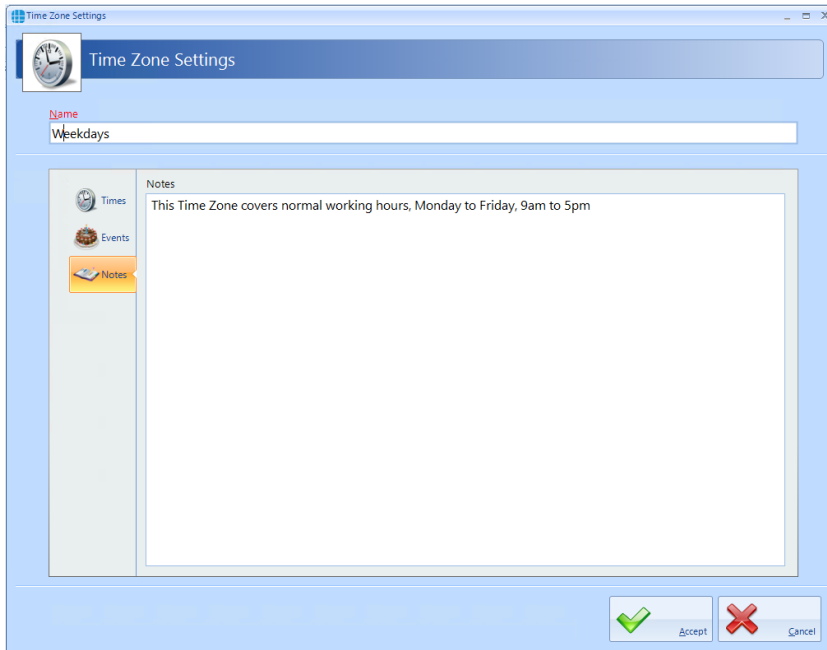 Time Zone Settings
Time Zone Settings
Name
Weekdays
Times
Events
Notes
Notes
This Time Zone covers normal working hours, Monday to Friday, 9am to 5pm
Accept
Cancel